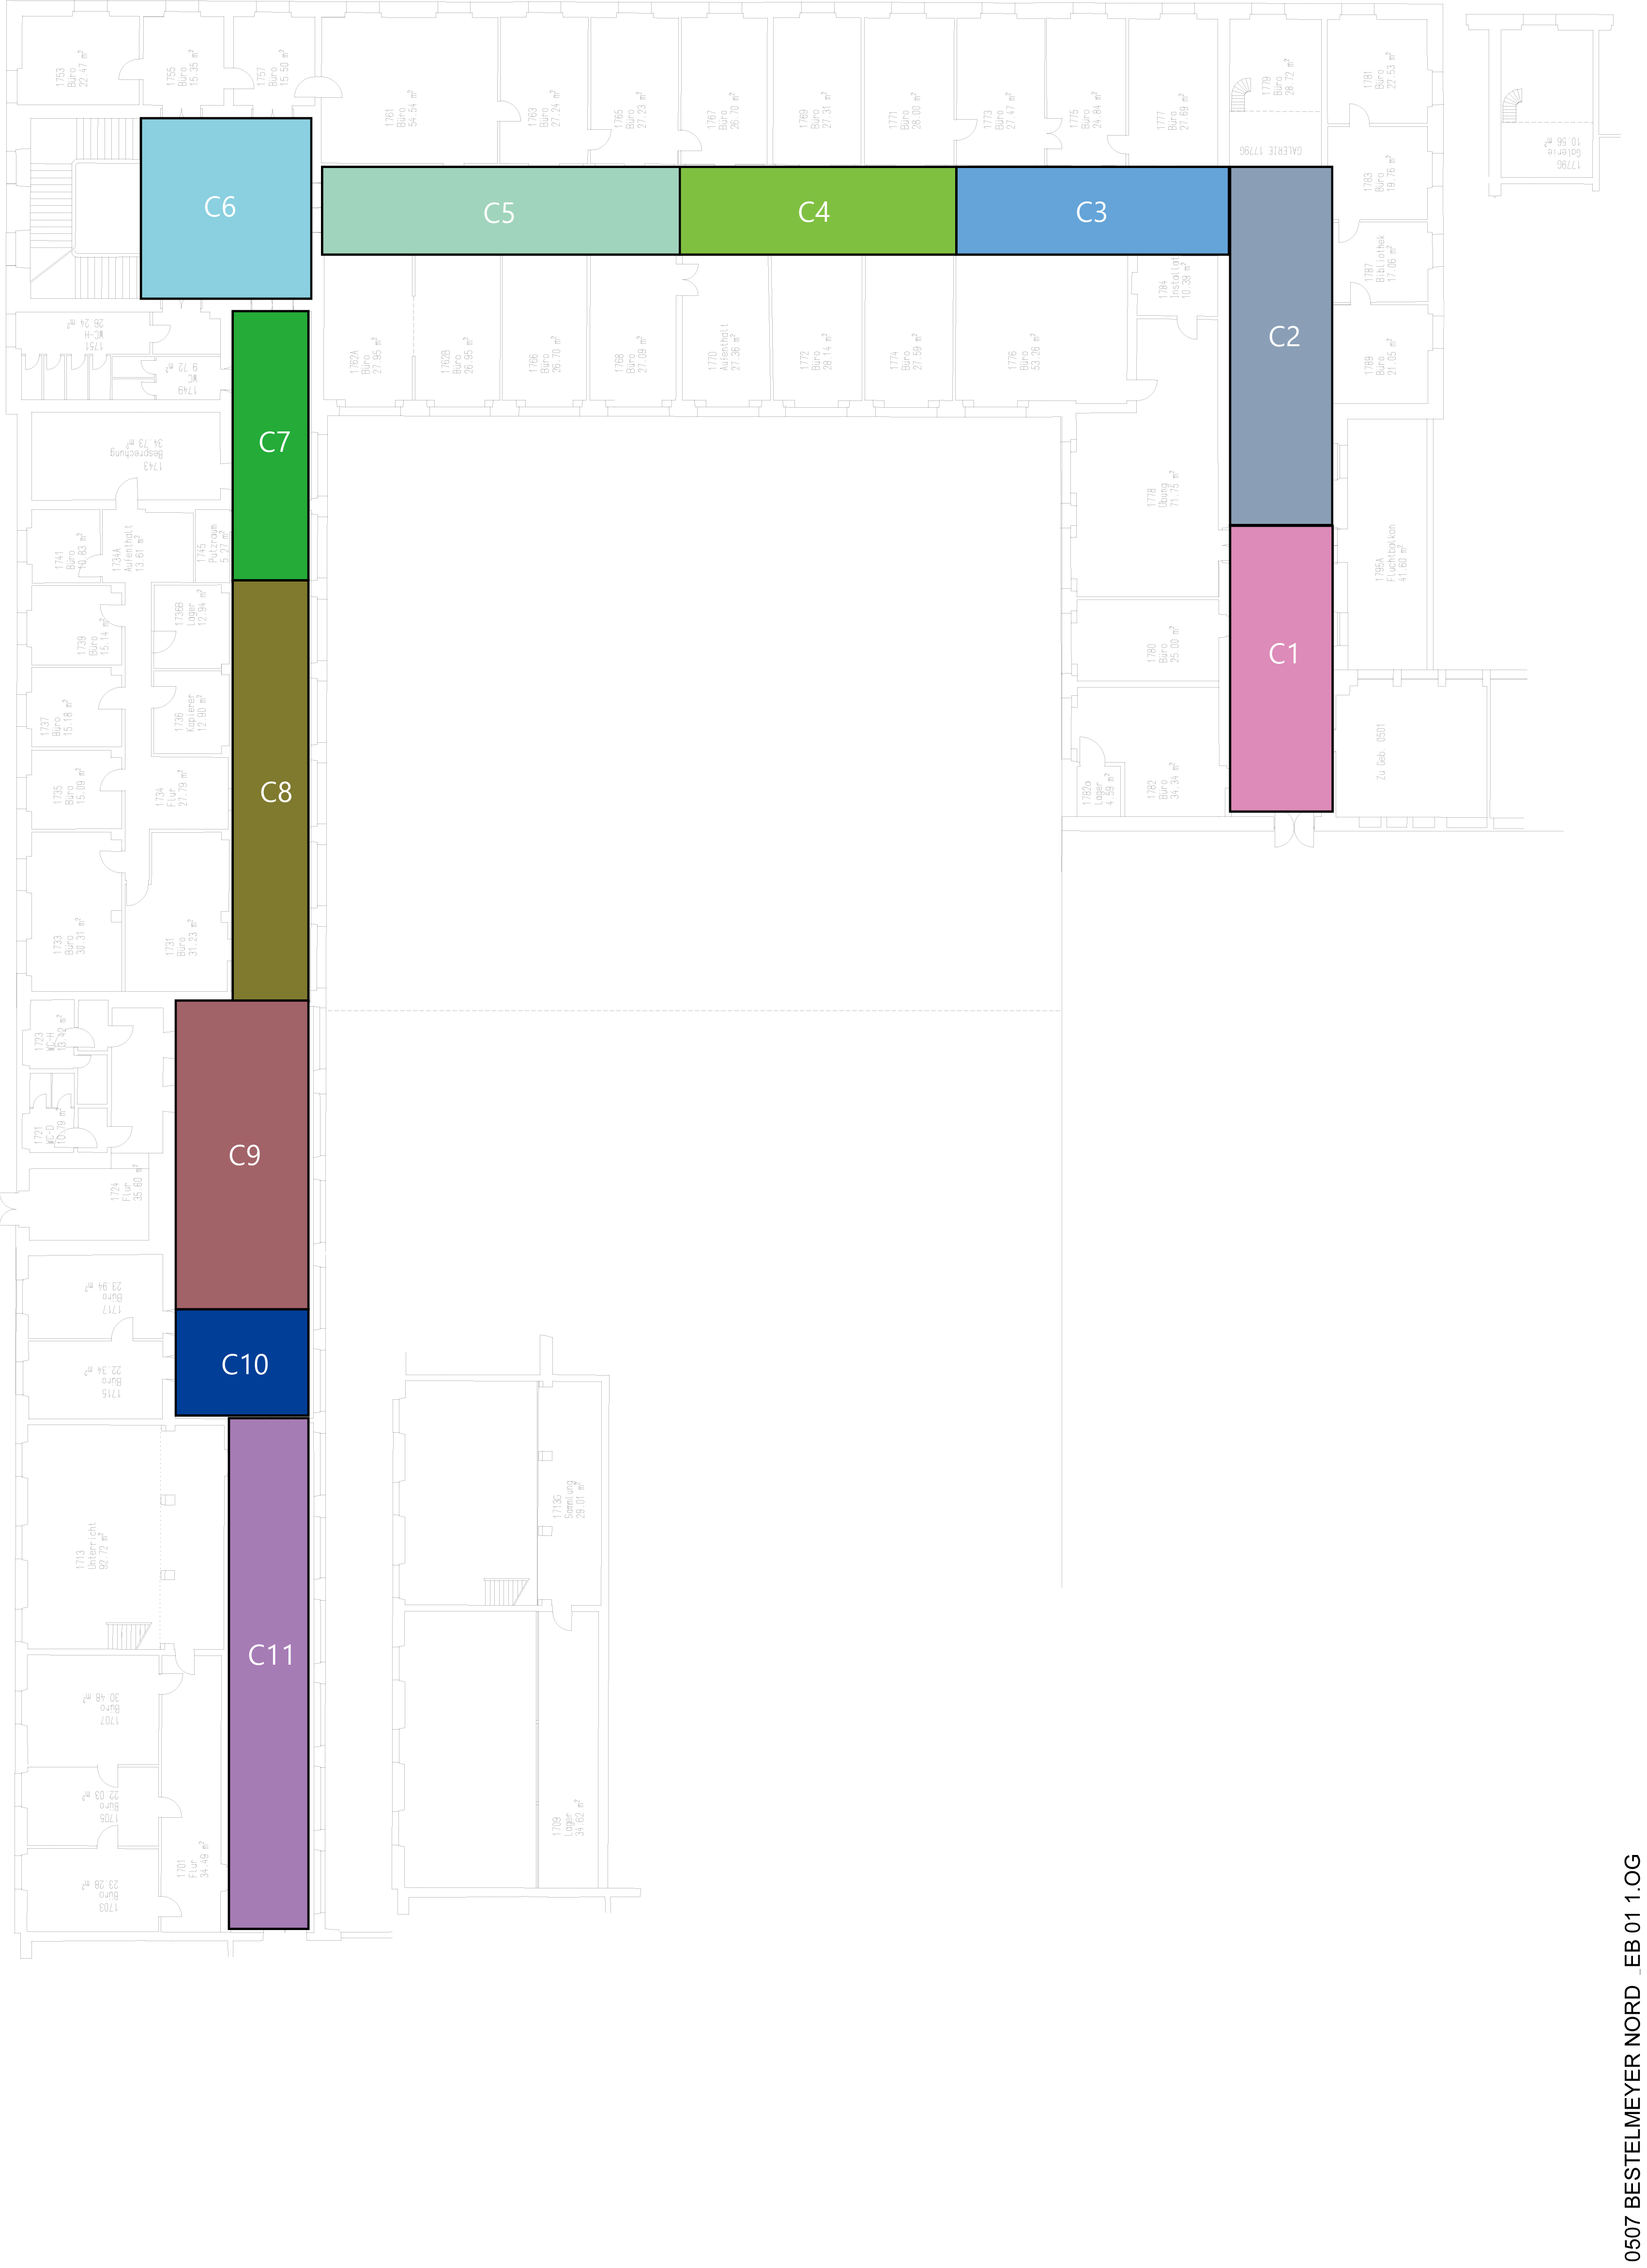 1753
Büro
22.47 m²
1755
Büro
15.35 m²
1757
Büro
15.50 m²
1761
Büro
54.54 m²
1763
Büro
27.24 m²
1765
Büro
27.23 m²
1767
Büro
26.70 m²
1769
Büro
27.31 m²
1771
Büro
28.00 m²
1773
Büro
27.47 m²
1775
Büro
24.84 m²
1777
Büro
27.69 m²
1779
Büro
28.72 m²
GALERIE 1779G
1781
Büro
22.53 m²
1779G
Galerie
10.56 m²
1783
Büro
19.76 m²
1787
Bibliothek
17.06 m²
1789
Büro
21.05 m²
C6
C5
C4
C3
C2
1784
Installat
10.39 m²
1751
WC-H
26.24 m²
1749
WC
9.72 m²
1762A
Büro
27.95 m²
1762B
Büro
26.95 m²
1766
Büro
26.70 m²
1768
Büro
27.09 m²
1770
Aufenthalt
27.36 m²
1772
Büro
28.14 m²
1774
Büro
27.59 m²
1776
Büro
53.26 m²
C7
1743
Besprechung
34.73 m²
1778
Übung
71.75 m²
1795A
Fluchtbalkon
41.60 m²
1741
Büro
10.83 m²
1734A
Aufenthalt
13.61 m²
1745
Putzraum
5.27 m²
1739
Büro
15.14 m²
1736B
Lager
12.94 m²
1780
Büro
25.00 m²
C1
1737
Büro
15.18 m²
1736
Kopierer
12.90 m²
Zu Geb. 0501
1735
Büro
15.09 m²
1734
Flur
27.79 m²
C8
1782a
Lager
4.59 m²
1782
Büro
34.34 m²
1733
Büro
30.31 m²
1731
Büro
31.23 m²
1723
WC-H
1721
WC-D
10.79 m²
C9
1724
Flur
35.60 m²
1717
Büro
23.94 m²
1715
Büro
22.34 m²
C10
1713
Unterricht
92.72 m²
1713G
Sammlung
29.01 m²
C11
1707
Büro
30.48 m²
1705
Büro
22.03 m²
1703
Büro
23.28 m²
1701
Flur
34.49 m²
1709
Lager
34.62 m²
0507 BESTELMEYER NORD _EB 01 1.OG